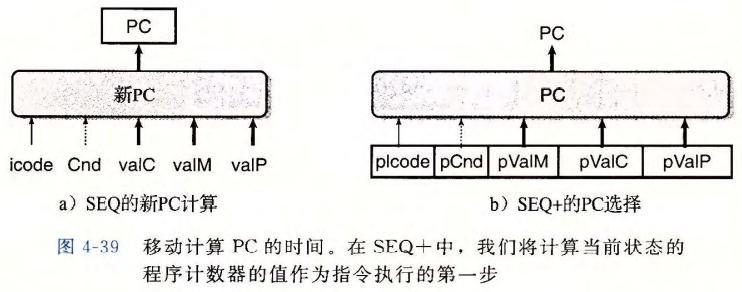 PC
PC
新PC
PC
icode Cnd valC valM valP
pIcode pCnd pValM pValC pValP
a）SEQ的新PC计算
b）SEQ+的PC选择
图 4-39 移动计算 PC 的时间。在 SEQ+中，我们将计算当前状态的
程序计数器的值作为指令执行的第一步